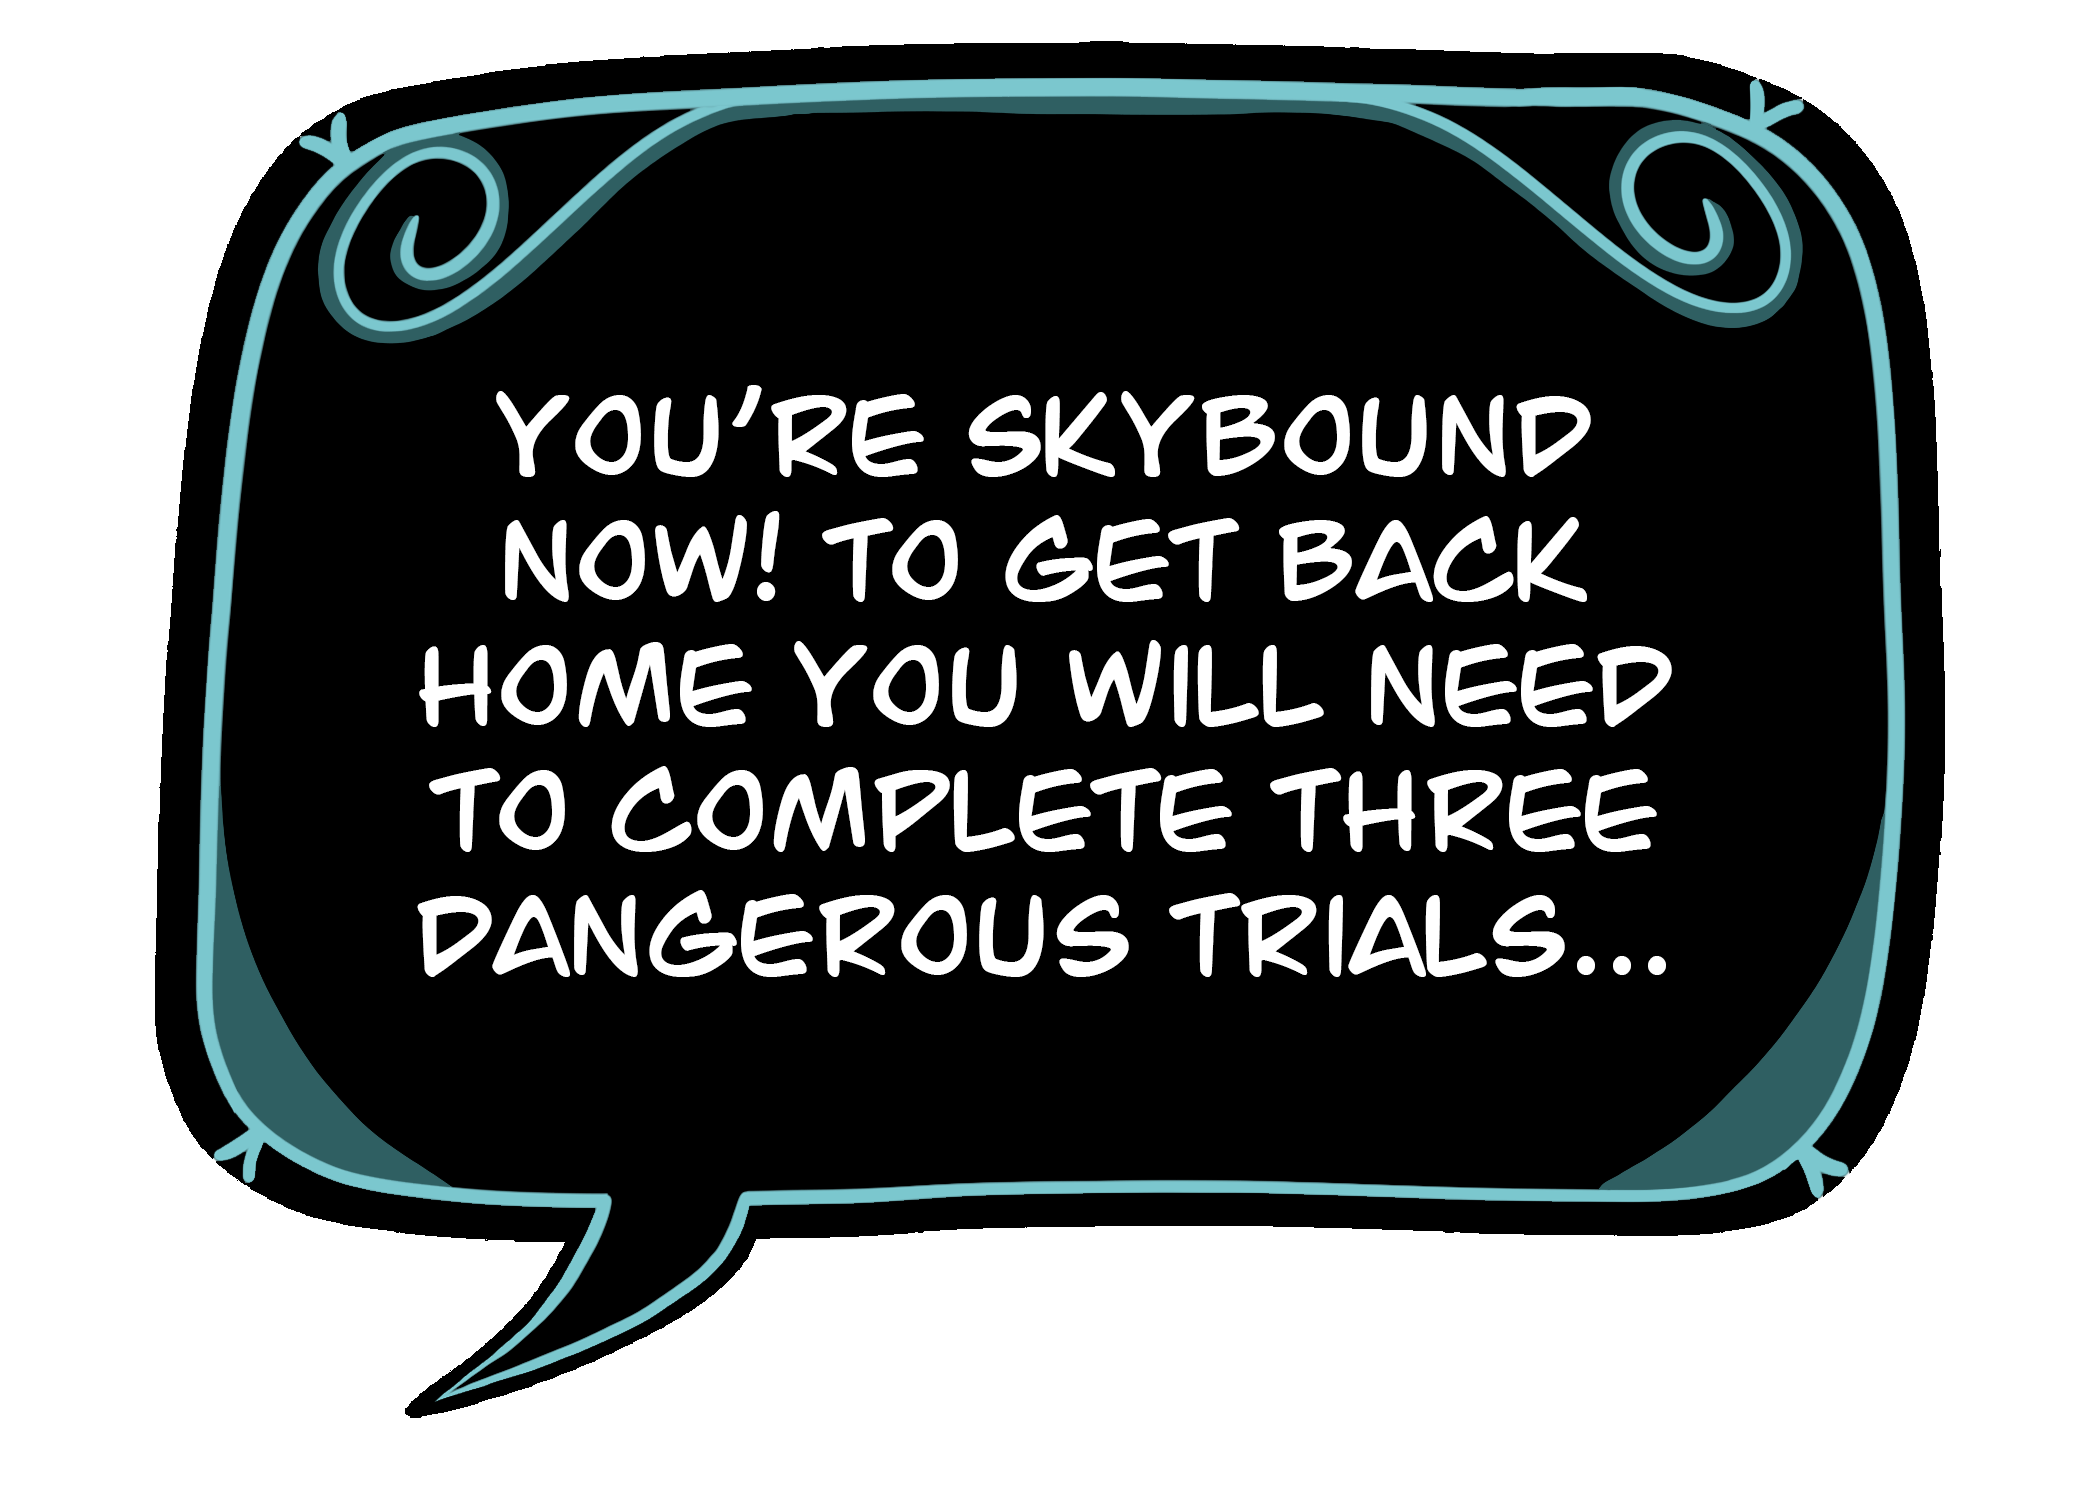 YOU'RE SKYBOUND
NOW! TO GET BACK
HOME YOU WILL NEED
TO COMPLETE THREE
DANGEROUS TRIALS...